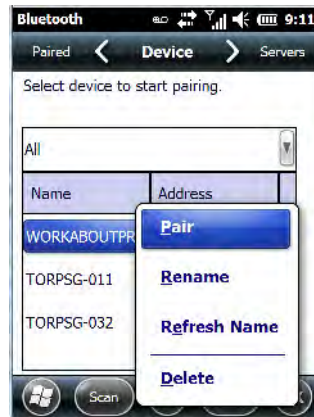 Bluetooth 9:11
Paired Device Servers
Select device to start pairing.
All
Name Address
WORKABOUTPR
Pair
TORPSG-011
Rename
TORPSG-032
Refresh Name
Delete
Scan